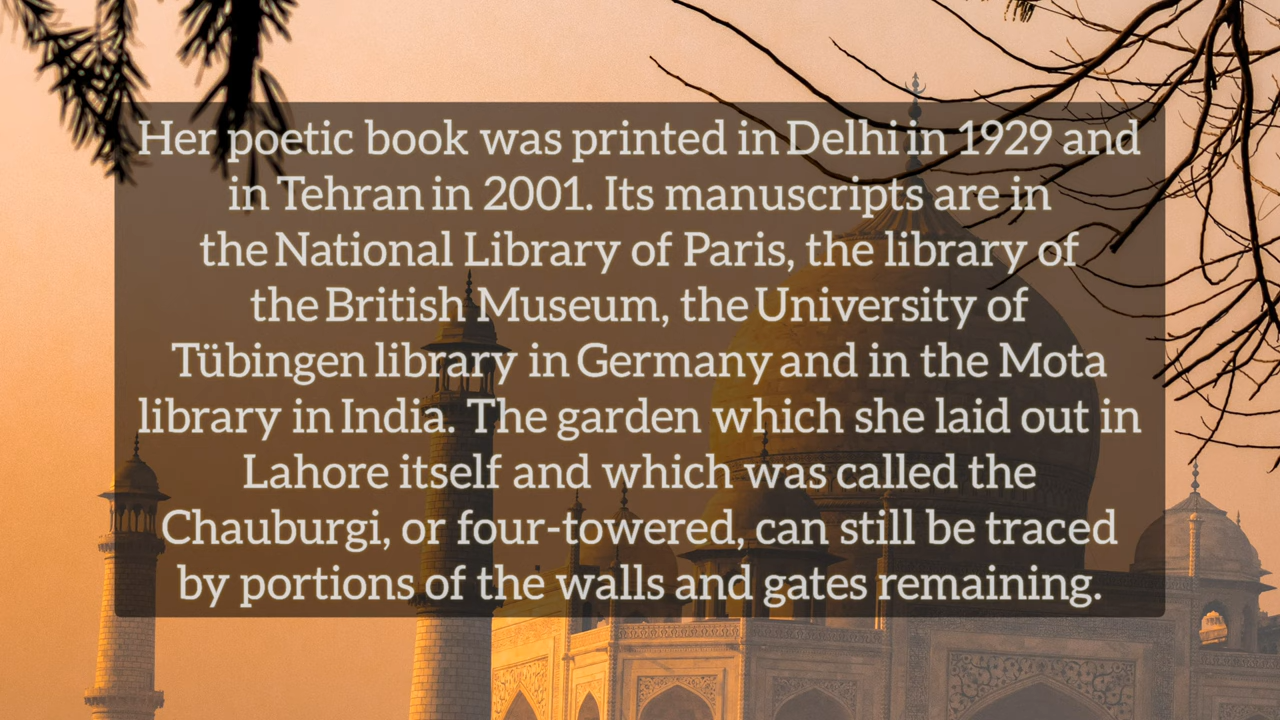 Her poetic book was printed in Delhi in 1929 and
in Tehran in 2001. Its manuscripts are in
the National Library of Paris, the library of
the British Museum, the University of
Tübingen library in Germany and in the Mota
library in India. The garden which she laid out in
Lahore itself and which was called the
Chauburgi, or four-towered, can still be traced
by portions of the walls and gates remaining.